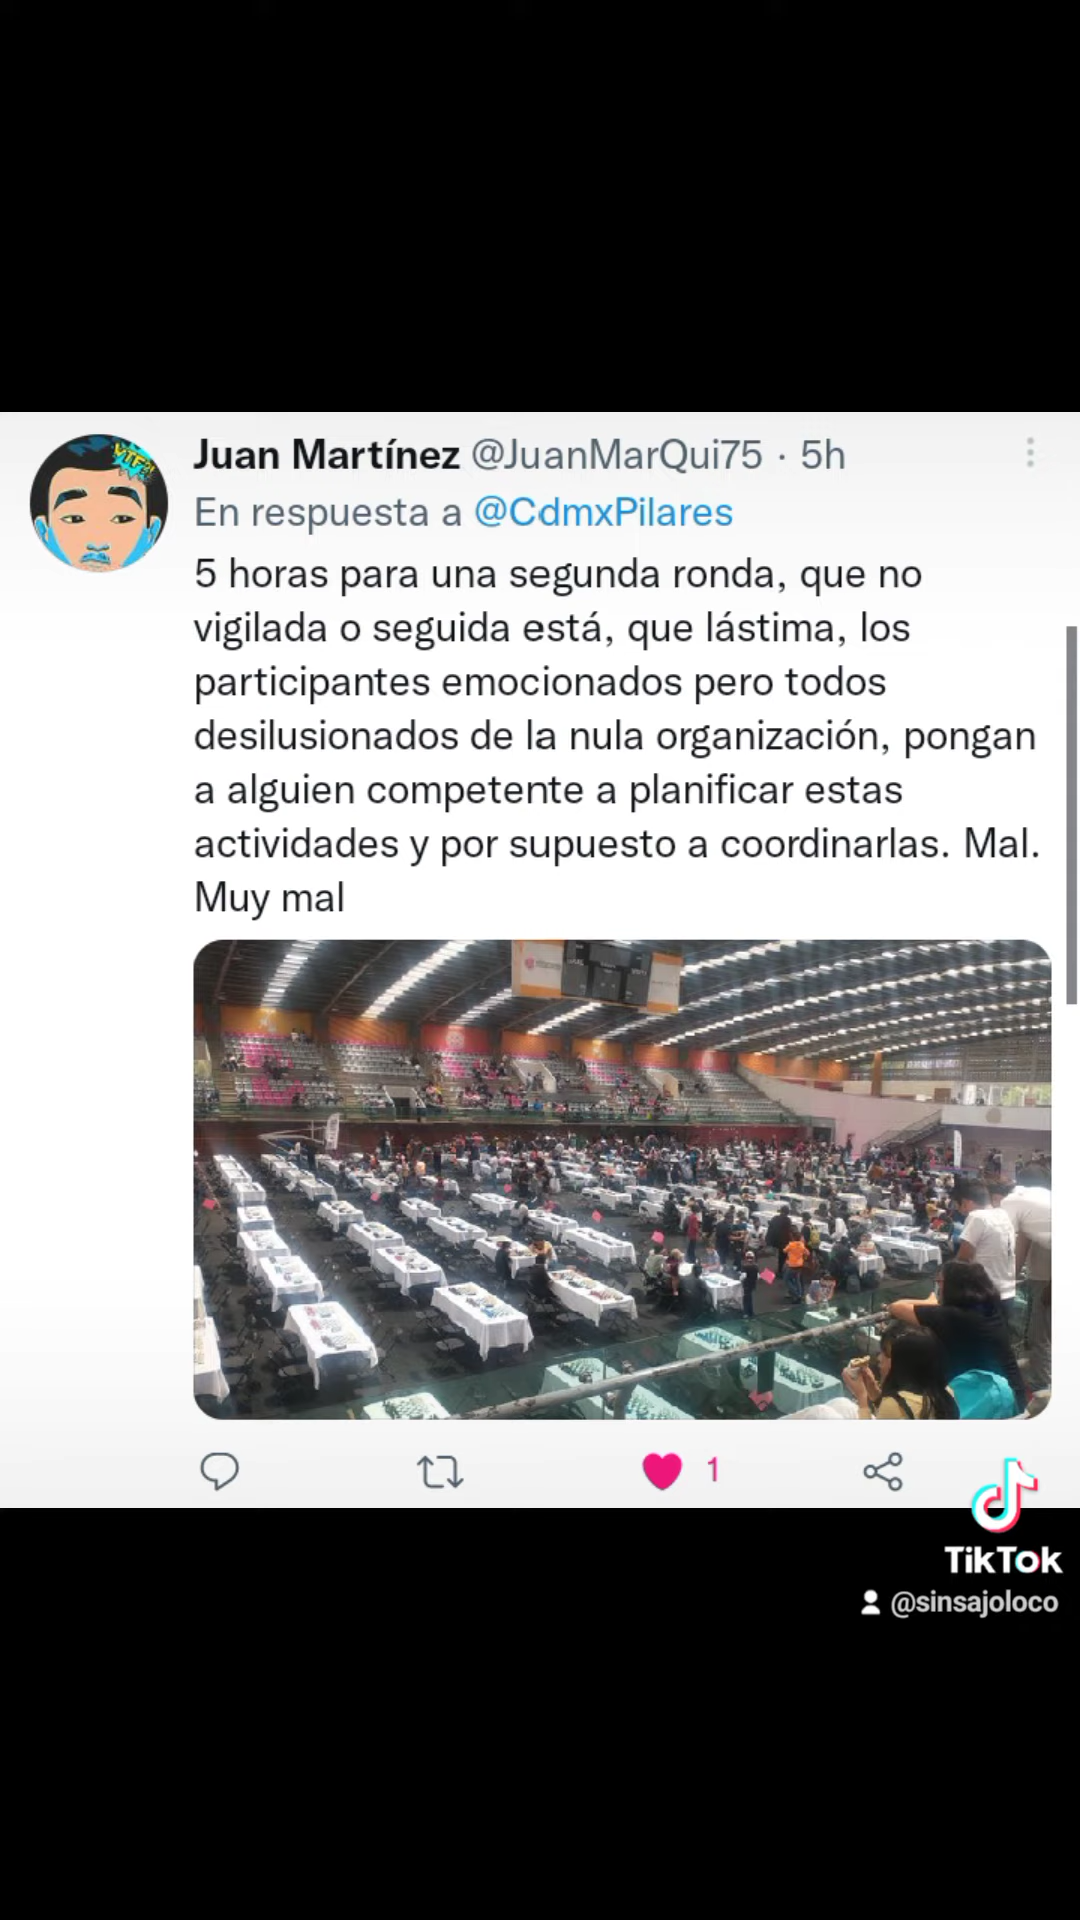 WTF?!
Juan Martínez @JuanMarQui75 · 5h
En respuesta a @CdmxPilares
5 horas para una segunda ronda, que no
vigilada o seguida está, que lástima, los
participantes emocionados pero todos
desilusionados de la nula organización, pongan
a alguien competente a planificar estas
actividades y por supuesto a coordinarlas. Mal.
Muy mal
1
TikTok
@sinsajoloco